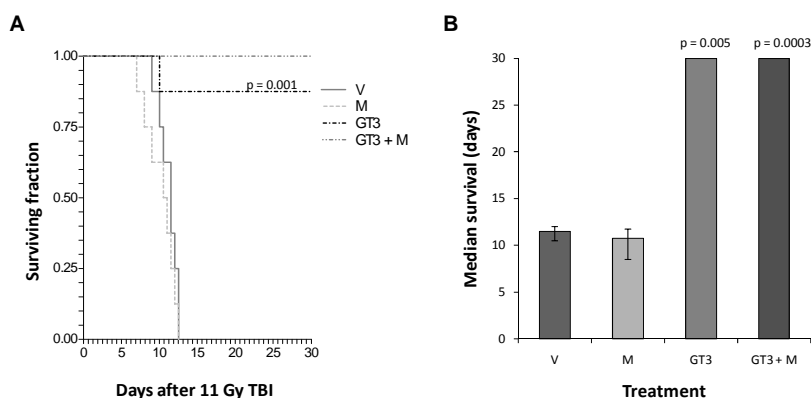 A
1.00
0.75
0.50
0.25
0.00
Surviving fraction
0 5 10 15 20 25 30
Days after 11 Gy TBI
p = 0.001
V
M
GT3
GT3 + M
B
p = 0.005 p = 0.0003
30
25
20
15
10
5
0
Median survival (days)
V M GT3 GT3 + M
Treatment